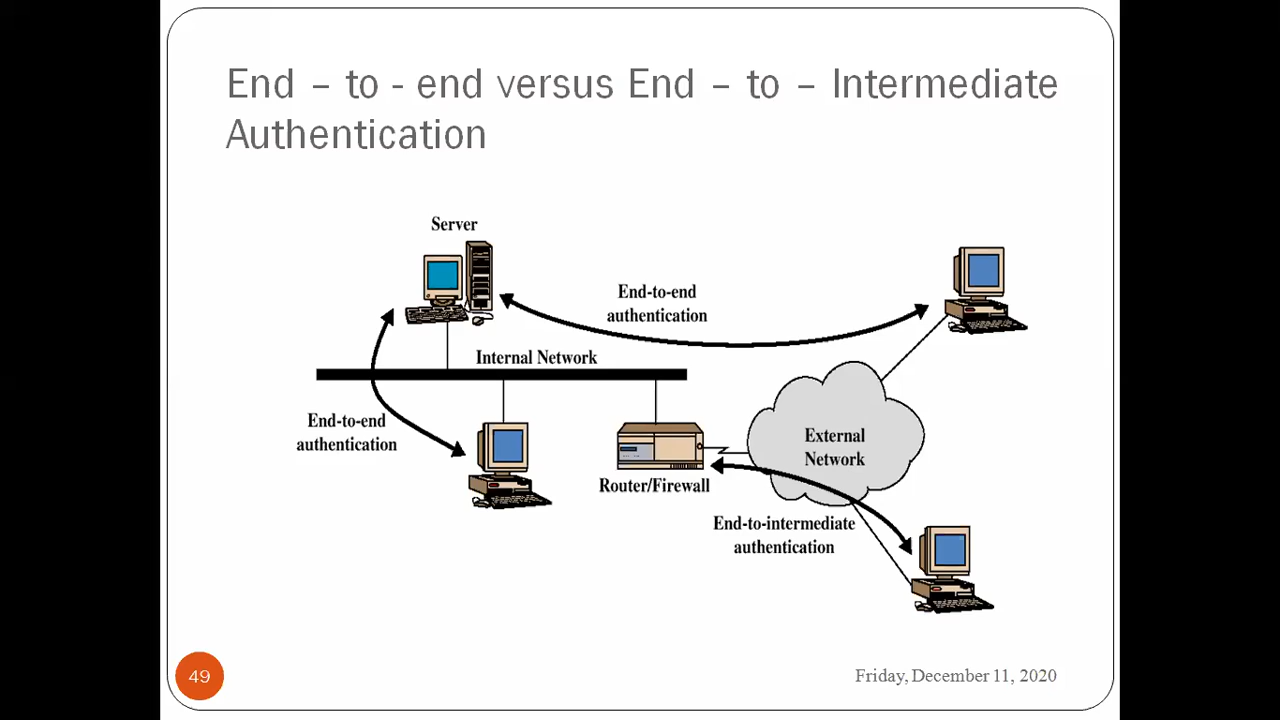 End – to - end versus End – to – Intermediate
Authentication
Server
End-to-end
authentication
Internal Network
End-to-end
authentication
External
Network
Router/Firewall
End-to-intermediate
authentication
49
Friday, December 11, 2020